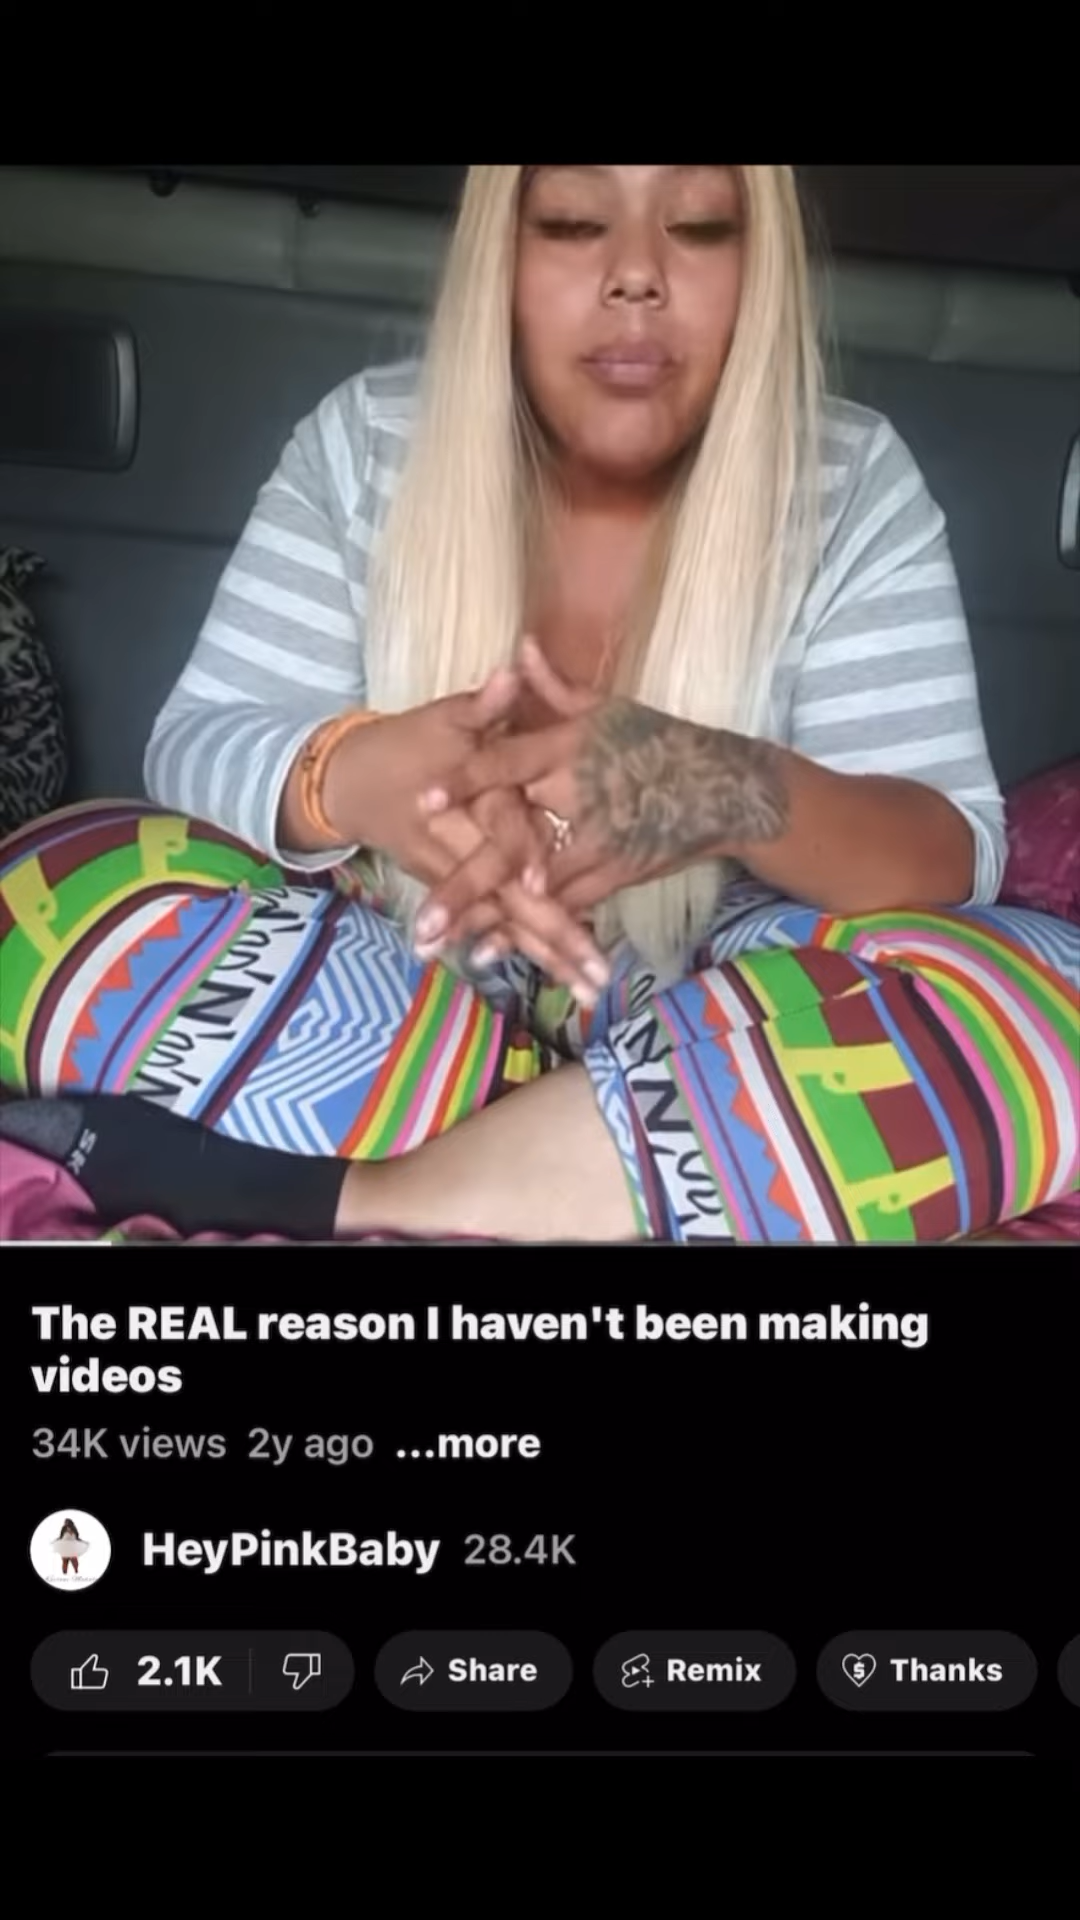 The REAL reason I haven't been making
videos
34K views 2y ago ...more
HeyPinkBaby 28.4K
2.1K Share Remix Thanks